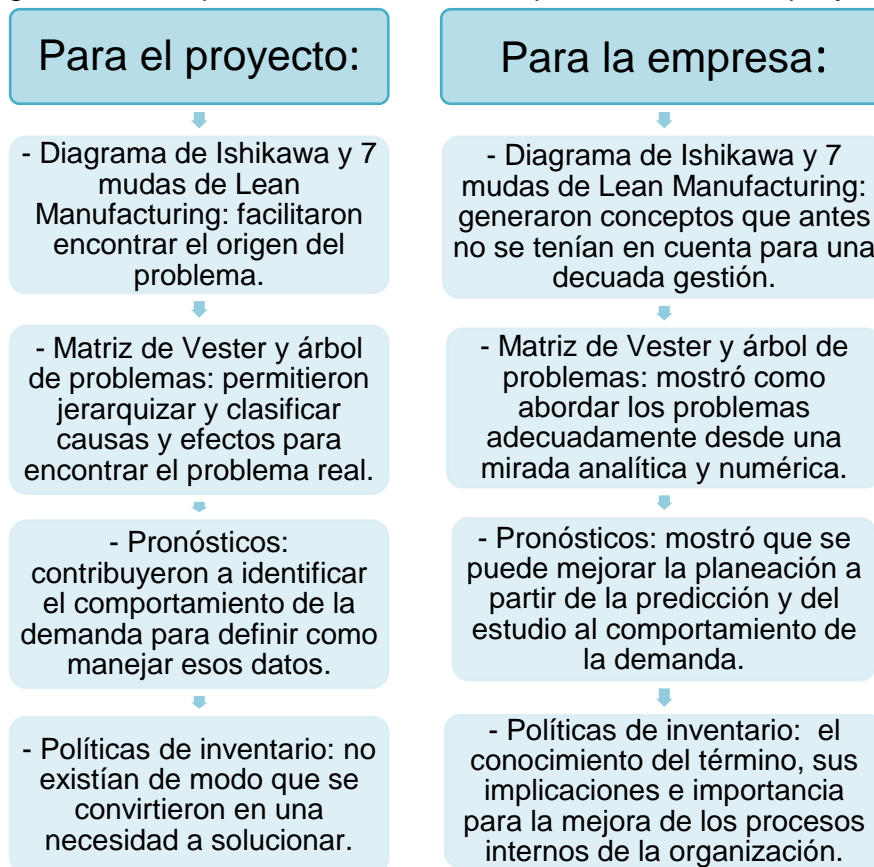 Para el proyecto:
- Diagrama de Ishikawa y 7
mudas de Lean
Manufacturing: facilitaron
encontrar el origen del
problema.
- Matriz de Vester y árbol
de problemas: permitieron
jerarquizar y clasificar
causas y efectos para
encontrar el problema real.
- Pronósticos:
contribuyeron a identificar
el comportamiento de la
demanda para definir como
manejar esos datos.
- Políticas de inventario: no
existían de modo que se
convirtieron en una
necesidad a solucionar.
Para la empresa:
- Diagrama de Ishikawa y 7
mudas de Lean Manufacturing:
generaron conceptos que antes
no se tenían en cuenta para una
decuada gestión.
- Matriz de Vester y árbol de
problemas: mostró como
abordar los problemas
adecuadamente desde una
mirada analítica y numérica.
- Pronósticos: mostró que se
puede mejorar la planeación a
partir de la predicción y del
estudio al comportamiento de
la demanda.
- Políticas de inventario: el
conocimiento del término, sus
implicaciones e importancia
para la mejora de los procesos
internos de la organización.